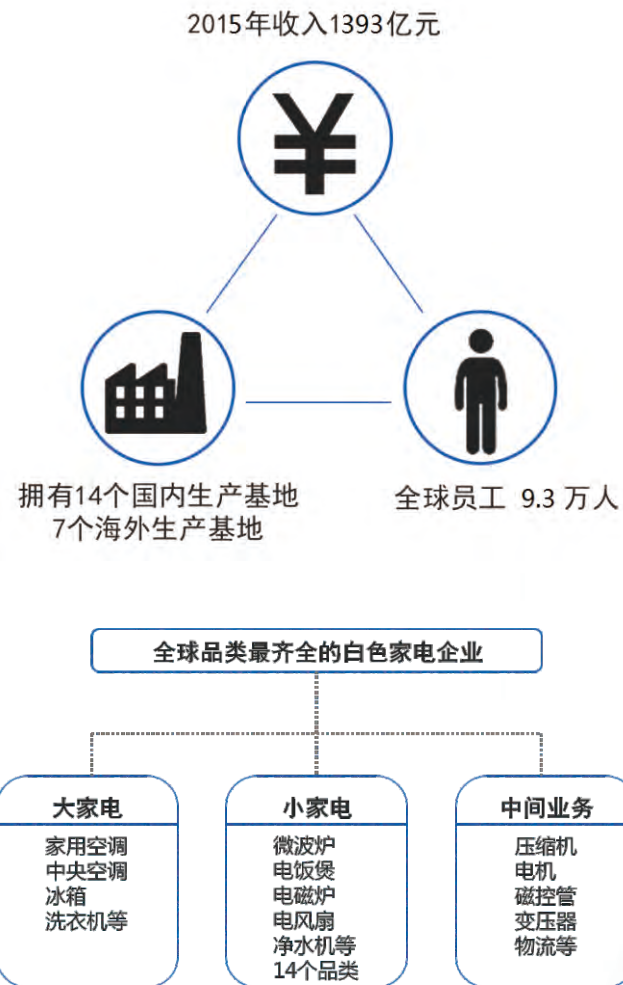 2015年收入1393亿元
¥
拥有14个国内生产基地
7个海外生产基地
全球员工 9.3 万人
全球品类最齐全的白色家电企业
大家电
家用空调
中央空调
冰箱
洗衣机等
小家电
微波炉
电饭煲
电磁炉
电风扇
净水机等
14个品类
中间业务
压缩机
电机
磁控管
变压器
物流等